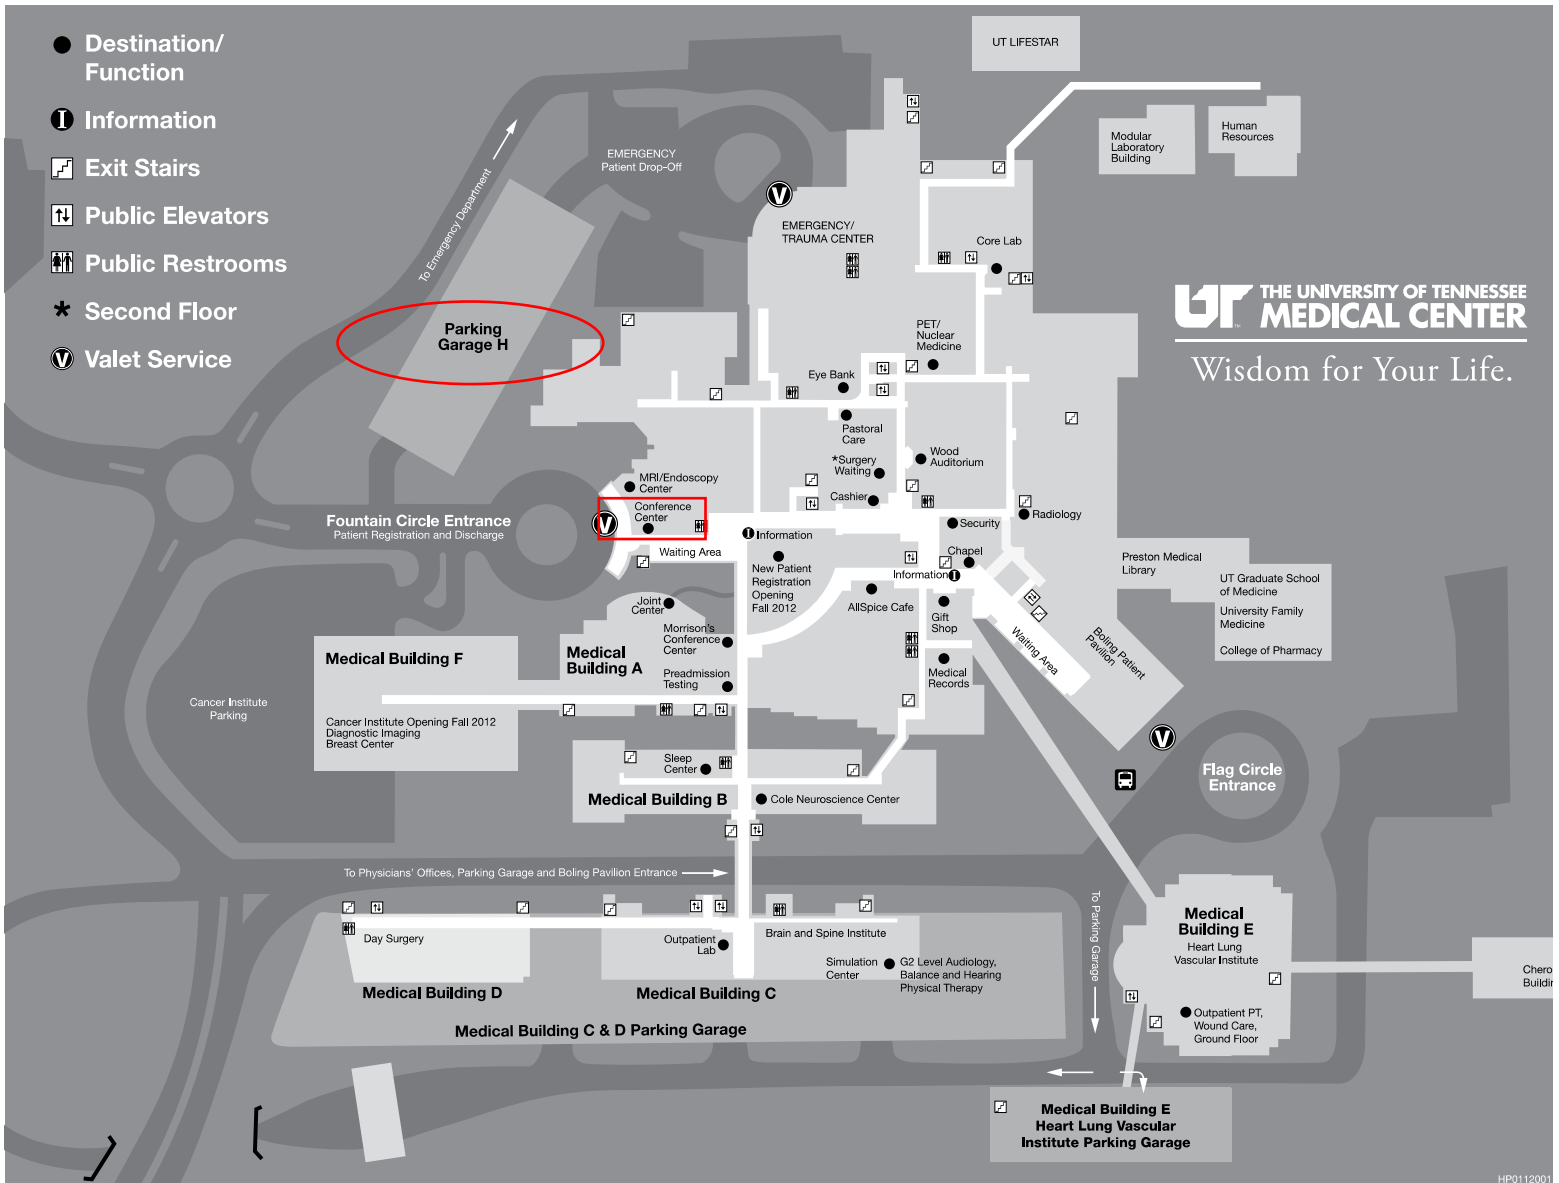 Destination/
Function
Information
Exit Stairs
Public Elevators
Public Restrooms
* Second Floor
V Valet Service
UT LIFESTAR
Modular
Laboratory
Building
Human
Resources
EMERGENCY
Patient Drop-Off
To Emergency Department
V
EMERGENCY/
TRAUMA CENTER
Core Lab
UT THE UNIVERSITY OF TENNESSEE
MEDICAL CENTER
Wisdom for Your Life.
Parking
Garage H
PET/
Nuclear
Medicine
Eye Bank
Pastoral
Care
*Surgery
Waiting
Wood
Auditorium
Cashier
MRI/Endoscopy
Center
Conference
Center
Fountain Circle Entrance
Patient Registration and Discharge
V
Waiting Area
I Information
Security
Radiology
Chapel
Information I
New Patient
Registration
Opening
Fall 2012
AllSpice Cafe
Gift
Shop
Medical
Records
Waiting Area
Boling Patient
Pavilion
Preston Medical
Library
UT Graduate School
of Medicine
University Family
Medicine
College of Pharmacy
Joint
Center
Morrison's
Conference
Center
Medical
Building A
Preadmission
Testing
Medical Building F
Cancer Institute Opening Fall 2012
Diagnostic Imaging
Breast Center
Cancer Institute
Parking
Sleep
Center
Medical Building B
Cole Neuroscience Center
V
Flag Circle
Entrance
To Physicians' Offices, Parking Garage and Boling Pavilion Entrance
To Parking Garage
Day Surgery
Outpatient
Lab
Brain and Spine Institute
Simulation
Center
G2 Level Audiology,
Balance and Hearing
Physical Therapy
Medical Building D
Medical Building C
Medical Building C & D Parking Garage
Medical
Building E
Heart Lung
Vascular Institute
Outpatient PT,
Wound Care,
Ground Floor
Chero
Buildin
Medical Building E
Heart Lung Vascular
Institute Parking Garage
HP0112001